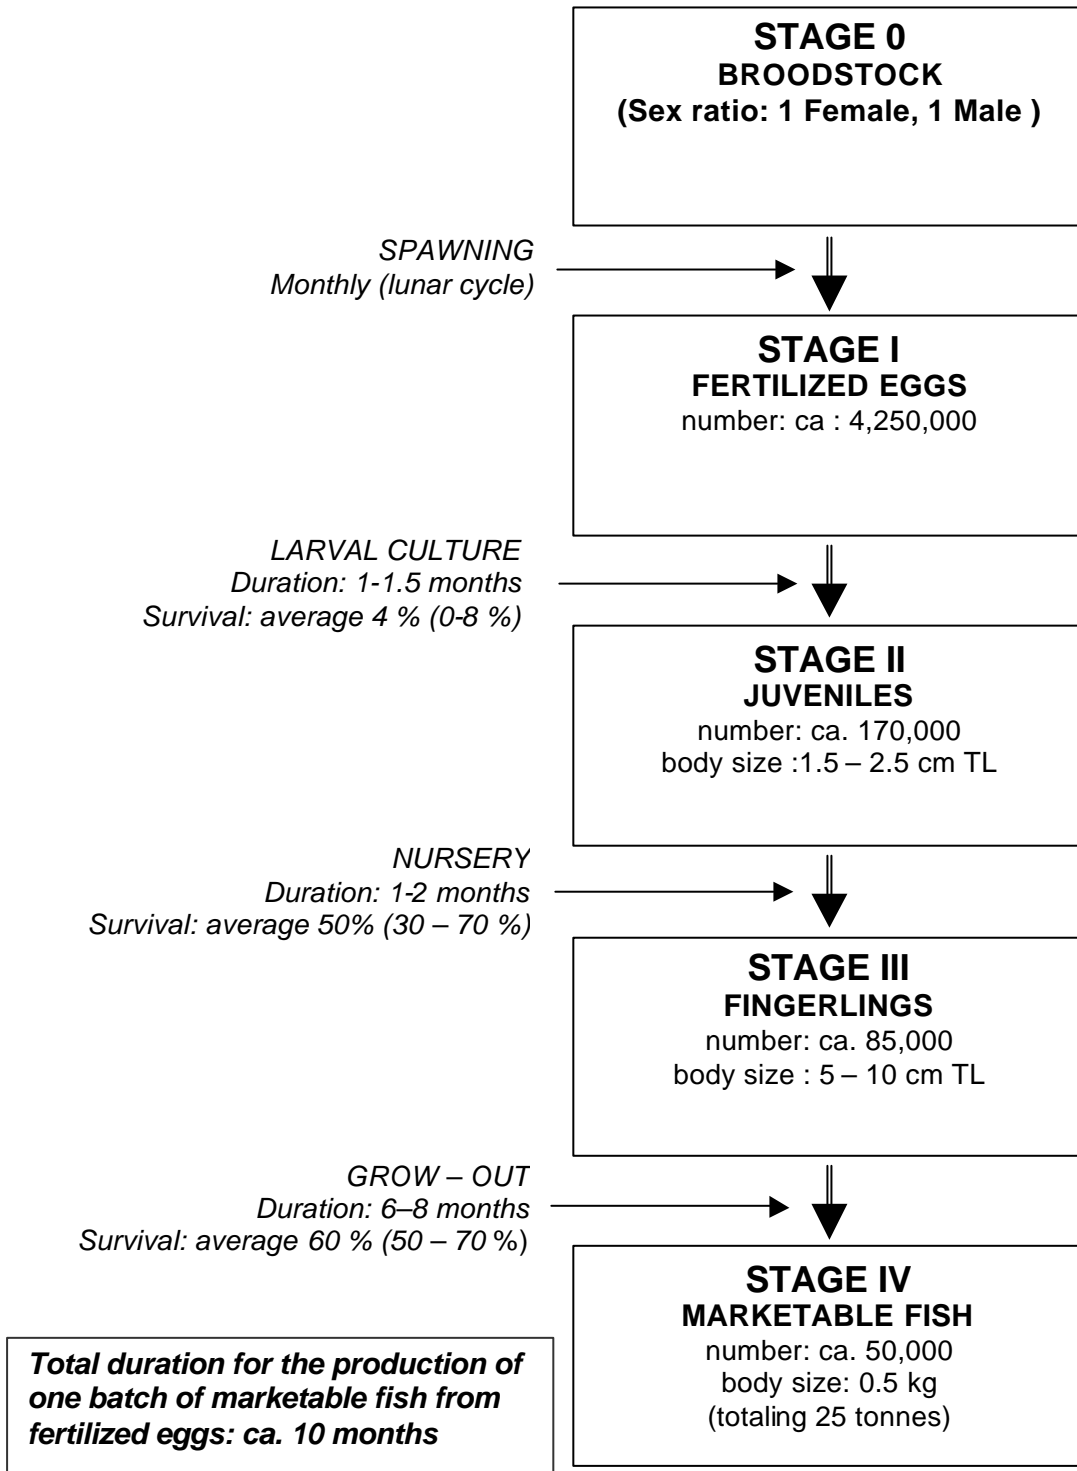 STAGE 0
BROODSTOCK
(Sex ratio: 1 Female, 1 Male )
SPAWNING
Monthly (lunar cycle)
STAGE I
FERTILIZED EGGS
number: ca : 4,250,000
LARVAL CULTURE
Duration: 1-1.5 months
Survival: average 4 % (0-8 %)
STAGE II
JUVENILES
number: ca. 170,000
body size :1.5 – 2.5 cm TL
NURSERY
Duration: 1-2 months
Survival: average 50% (30 – 70 %)
STAGE III
FINGERLINGS
number: ca. 85,000
body size : 5 – 10 cm TL
GROW – OUT
Duration: 6–8 months
Survival: average 60 % (50 – 70 %)
STAGE IV
MARKETABLE FISH
number: ca. 50,000
body size: 0.5 kg
(totaling 25 tonnes)
Total duration for the production of
one batch of marketable fish from
fertilized eggs: ca. 10 months